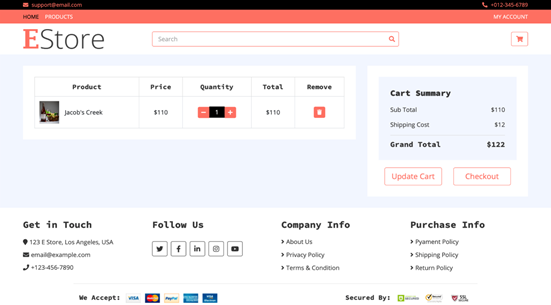 support@email.com
+012-345-6789
HOME PRODUCTS
MY ACCOUNT
EStore
Search
Product Price Quantity Total Remove
Jacob's Creek $110 1 $110
Cart Summary
Sub Total $110
Shipping Cost $12
Grand Total $122
Update Cart Checkout
Get in Touch
123 E Store, Los Angeles, USA
email@example.com
+123-456-7890
Follow Us
Company Info
About Us
Privacy Policy
Terms & Condition
Purchase Info
Pyament Policy
Shipping Policy
Return Policy
We Accept:
VISA
PayPal
Secured By: